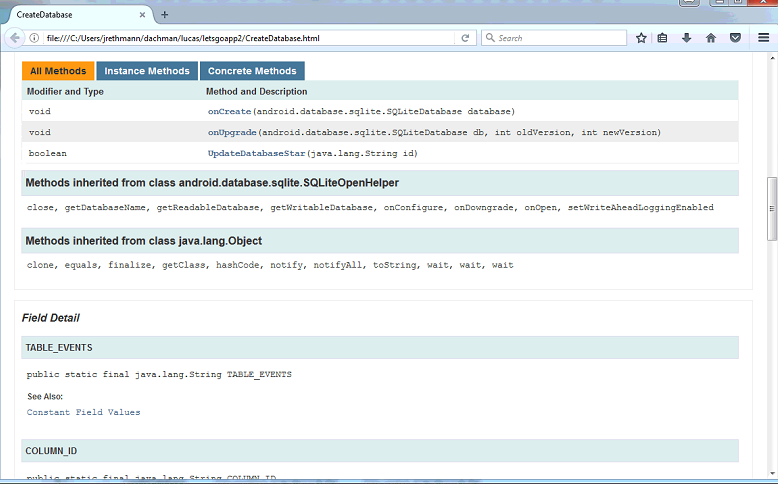 CreateDatabase
file:///C:/Users/jrethmann/dachman/lucas/letsgoapp2/CreateDatabase.html
Search
All Methods Instance Methods Concrete Methods
Modifier and Type Method and Description
void onCreate(android.database.sqlite.SQLiteDatabase database)
void onUpgrade(android.database.sqlite.SQLiteDatabase db, int oldVersion, int newVersion)
boolean UpdateDatabaseStar(java.lang.String id)
Methods inherited from class android.database.sqlite.SQLiteOpenHelper
close, getDatabaseName, getReadableDatabase, getWritableDatabase, onConfigure, onDowngrade, onOpen, setWriteAheadLoggingEnabled
Methods inherited from class java.lang.Object
clone, equals, finalize, getClass, hashCode, notify, notifyAll, toString, wait, wait, wait
Field Detail
TABLE_EVENTS
public static final java.lang.String TABLE_EVENTS
See Also:
Constant Field Values
COLUMN_ID
public static final java.lang.String COLUMN_ID